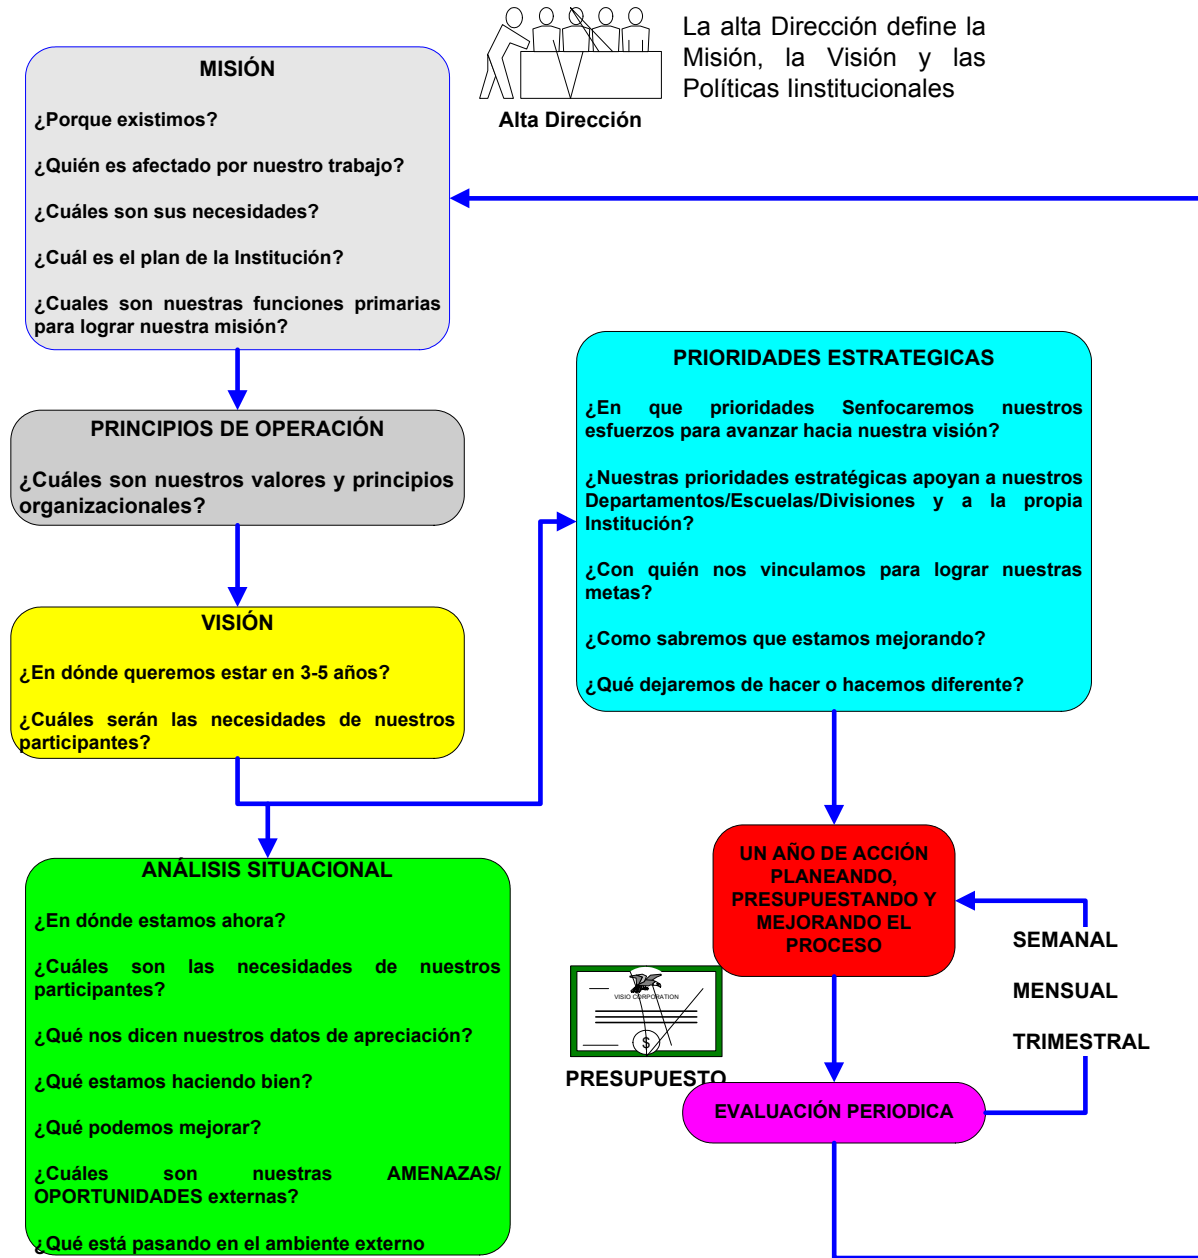 La alta Dirección define la
Misión, la Visión y las
Políticas Iinstitucionales
Alta Dirección
MISIÓN
¿Porque existimos?
¿Quién es afectado por nuestro trabajo?
¿Cuáles son sus necesidades?
¿Cuál es el plan de la Institución?
¿Cuales son nuestras funciones primarias
para lograr nuestra misión?
PRINCIPIOS DE OPERACIÓN
¿Cuáles son nuestros valores y principios
organizacionales?
VISIÓN
¿En dónde queremos estar en 3-5 años?
¿Cuáles serán las necesidades de nuestros
participantes?
ANÁLISIS SITUACIONAL
¿En dónde estamos ahora?
¿Cuáles son las necesidades de nuestros
participantes?
¿Qué nos dicen nuestros datos de apreciación?
¿Qué estamos haciendo bien?
¿Qué podemos mejorar?
¿Cuáles son nuestras AMENAZAS/
OPORTUNIDADES externas?
¿Qué está pasando en el ambiente externo
PRIORIDADES ESTRATEGICAS
¿En que prioridades Senfocaremos nuestros
esfuerzos para avanzar hacia nuestra visión?
¿Nuestras prioridades estratégicas apoyan a nuestros
Departamentos/Escuelas/Divisiones y a la propia
Institución?
¿Con quién nos vinculamos para lograr nuestras
metas?
¿Como sabremos que estamos mejorando?
¿Qué dejaremos de hacer o hacemos diferente?
UN AÑO DE ACCIÓN
PLANEANDO,
PRESUPUESTANDO Y
MEJORANDO EL
PROCESO
SEMANAL
MENSUAL
TRIMESTRAL
VISIO CORPORATION
$
PRESUPUESTO
EVALUACIÓN PERIODICA